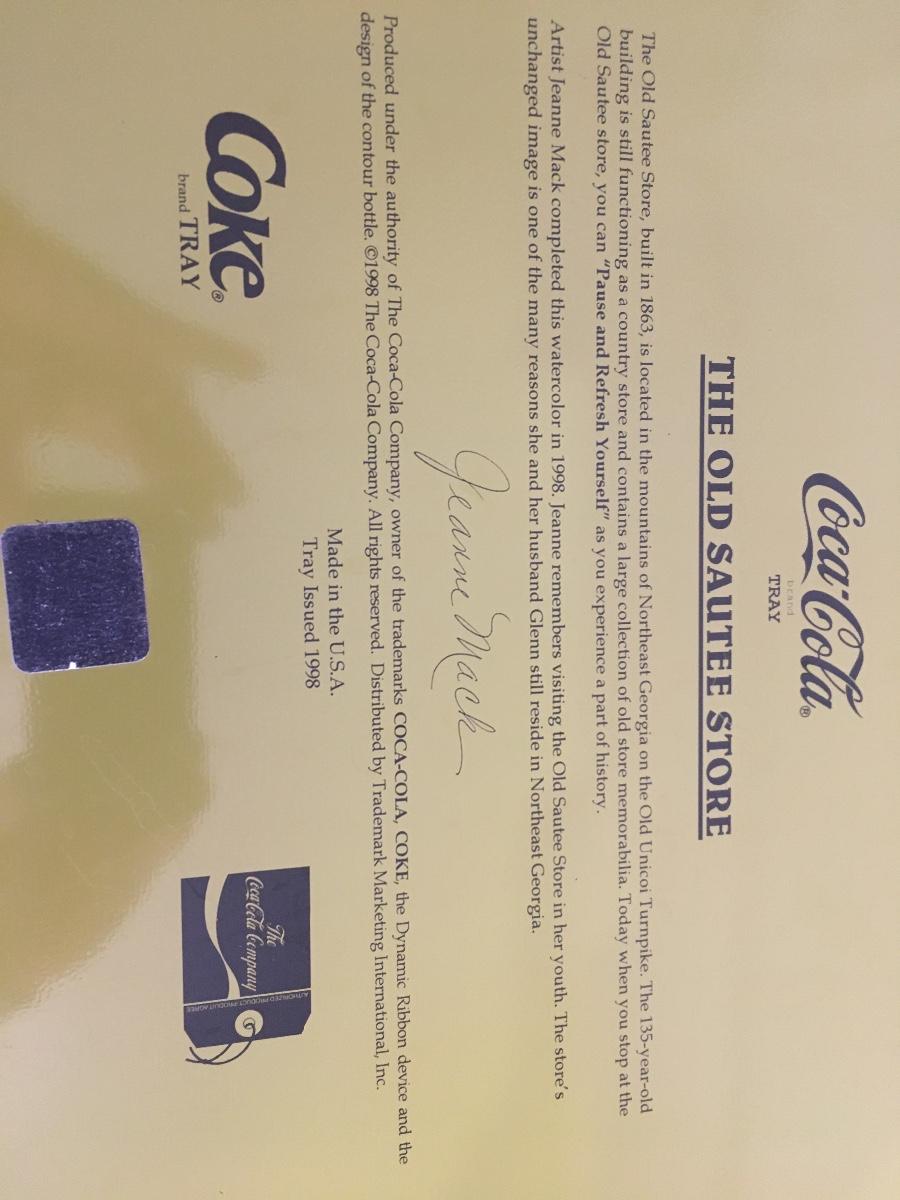 Coca-Cola®
brand
TRAY
THE OLD SAUTEE STORE
The Old Sautee Store, built in 1863, is located in the mountains of Northeast Georgia on the Old Unicoi Turnpike. The 135-year-old
building is still functioning as a country store and contains a large collection of old store memorabilia. Today when you stop at the
Old Sautee store, you can "Pause and Refresh Yourself" as you experience a part of history.
Artist Jeanne Mack completed this watercolor in 1998. Jeanne remembers visiting the Old Sautee Store in her youth. The store's
unchanged image is one of the many reasons she and her husband Glenn still reside in Northeast Georgia.
Jeanne Mack
Produced under the authority of The Coca-Cola Company, owner of the trademarks COCA-COLA, COKE, the Dynamic Ribbon device and the
design of the contour bottle. ©1998 The Coca-Cola Company. All rights reserved. Distributed by Trademark Marketing International, Inc.
Made in the U.S.A.
Tray Issued 1998
Coke®
brand TRAY
The
Coca-Cola Company
AUTHORIZED PRODUCT·PRODUIT AGREE